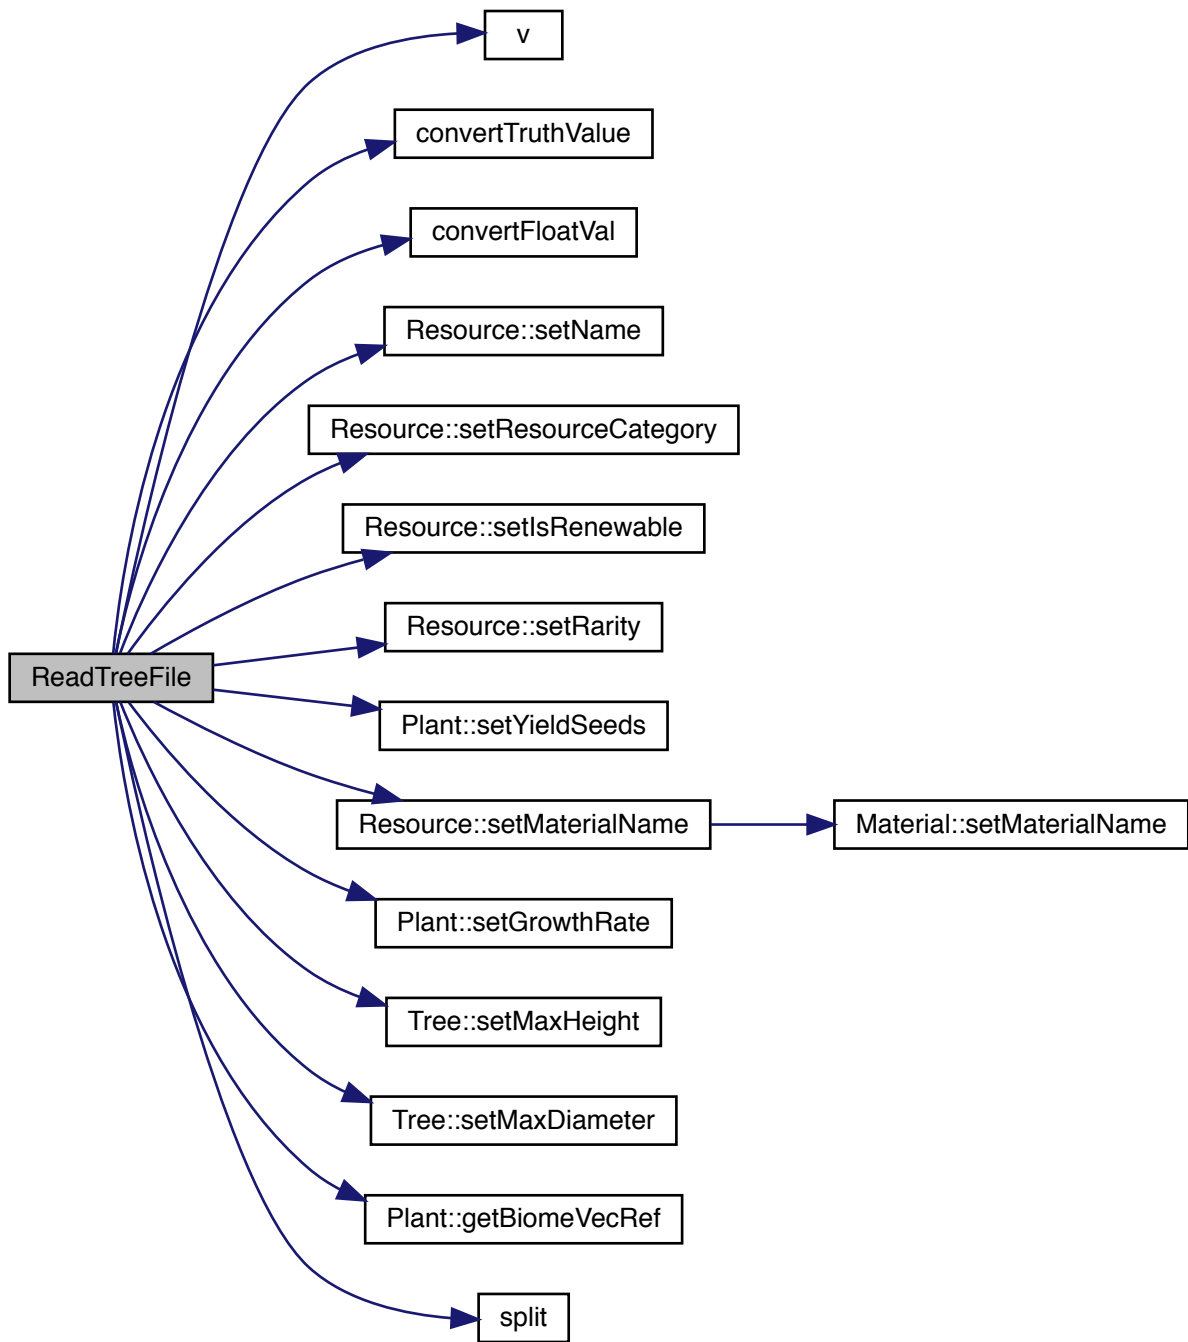 v
convertTruthValue
convertFloatVal
Resource::setName
Resource::setResourceCategory
Resource::setIsRenewable
Resource::setRarity
ReadTreeFile
Plant::setYieldSeeds
Resource::setMaterialName
Material::setMaterialName
Plant::setGrowthRate
Tree::setMaxHeight
Tree::setMaxDiameter
Plant::getBiomeVecRef
split